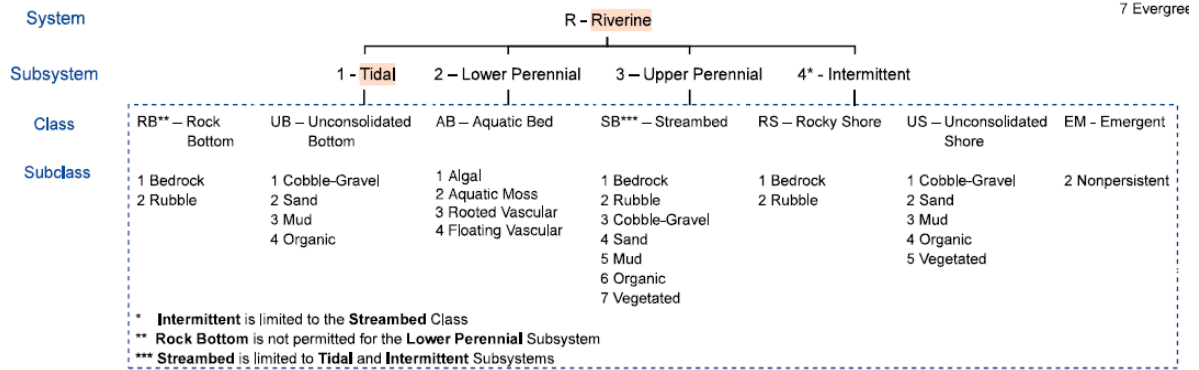 7 Evergree
System
R – Riverine
Subsystem
1 - Tidal
2 – Lower Perennial
3 – Upper Perennial
4* - Intermittent
Class
RB** – Rock
Bottom
UB – Unconsolidated
Bottom
AB – Aquatic Bed
SB*** – Streambed
RS – Rocky Shore
US – Unconsolidated
Shore
EM - Emergent
Subclass
1 Bedrock
2 Rubble
1 Cobble-Gravel
2 Sand
3 Mud
4 Organic
1 Algal
2 Aquatic Moss
3 Rooted Vascular
4 Floating Vascular
1 Bedrock
2 Rubble
3 Cobble-Gravel
4 Sand
5 Mud
6 Organic
7 Vegetated
1 Bedrock
2 Rubble
1 Cobble-Gravel
2 Sand
3 Mud
4 Organic
5 Vegetated
2 Nonpersistent
* Intermittent is limited to the Streambed Class
** Rock Bottom is not permitted for the Lower Perennial Subsystem
*** Streambed is limited to Tidal and Intermittent Subsystems